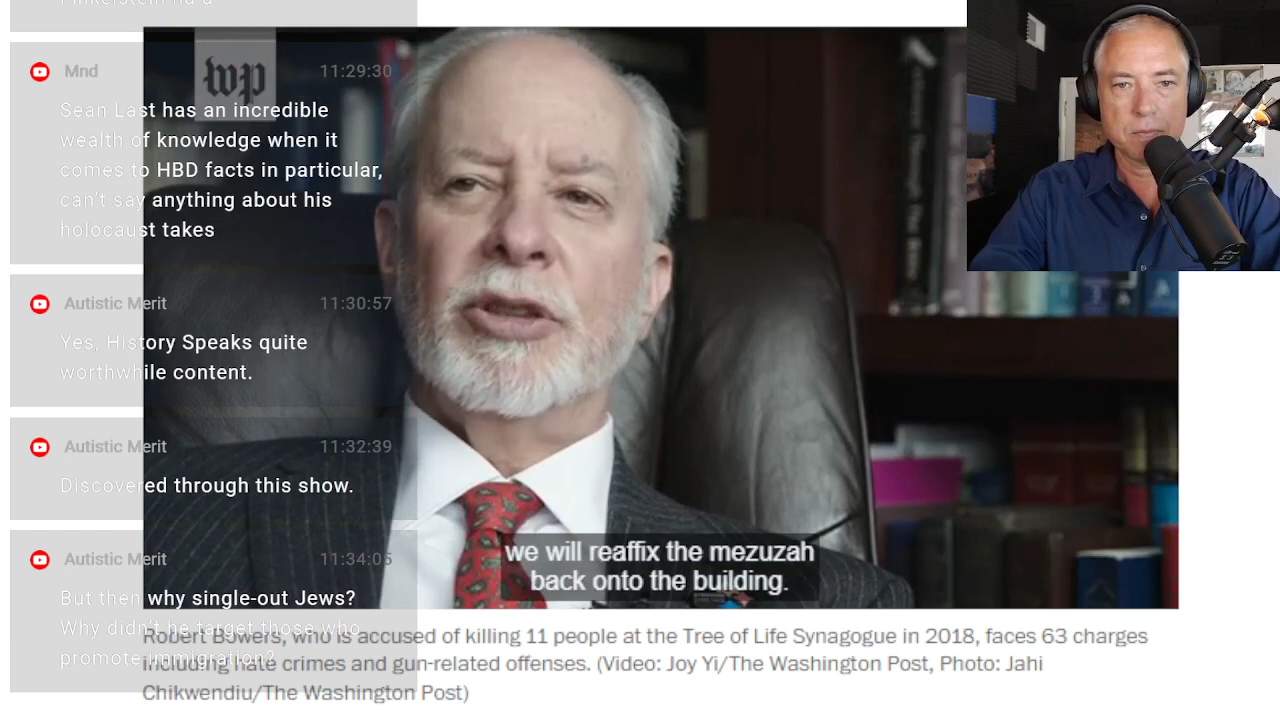 Mnd 11:29:30
Sean Last has an incredible
wealth of knowledge when it
comes to HBD facts in particular,
can't say anything about his
holocaust takes
Autistic Merit 11:30:57
Yes, History Speaks quite
worthwhile content.
Autistic Merit 11:32:39
Discovered through this show.
Autistic Merit 11:34:05
But then why single-out Jews?
Why didn't he target those who
promote immigration?
wp
we will reaffix the mezuzah
back onto the building.
Robert Bowers, who is accused of killing 11 people at the Tree of Life Synagogue in 2018, faces 63 charges
including hate crimes and gun-related offenses. (Video: Joy Yi/The Washington Post, Photo: Jahi
Chikwendiu/The Washington Post)